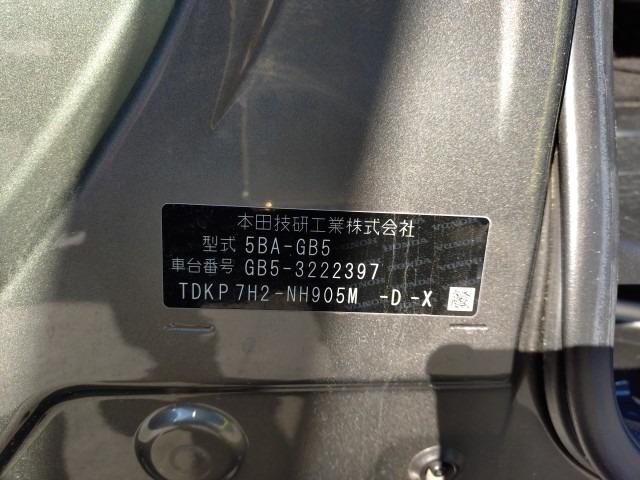 本田技研工業株式会社
型式 5BA-GB5
車台番号 GB5-3222397
TDKP 7H2-NH905M -D-X